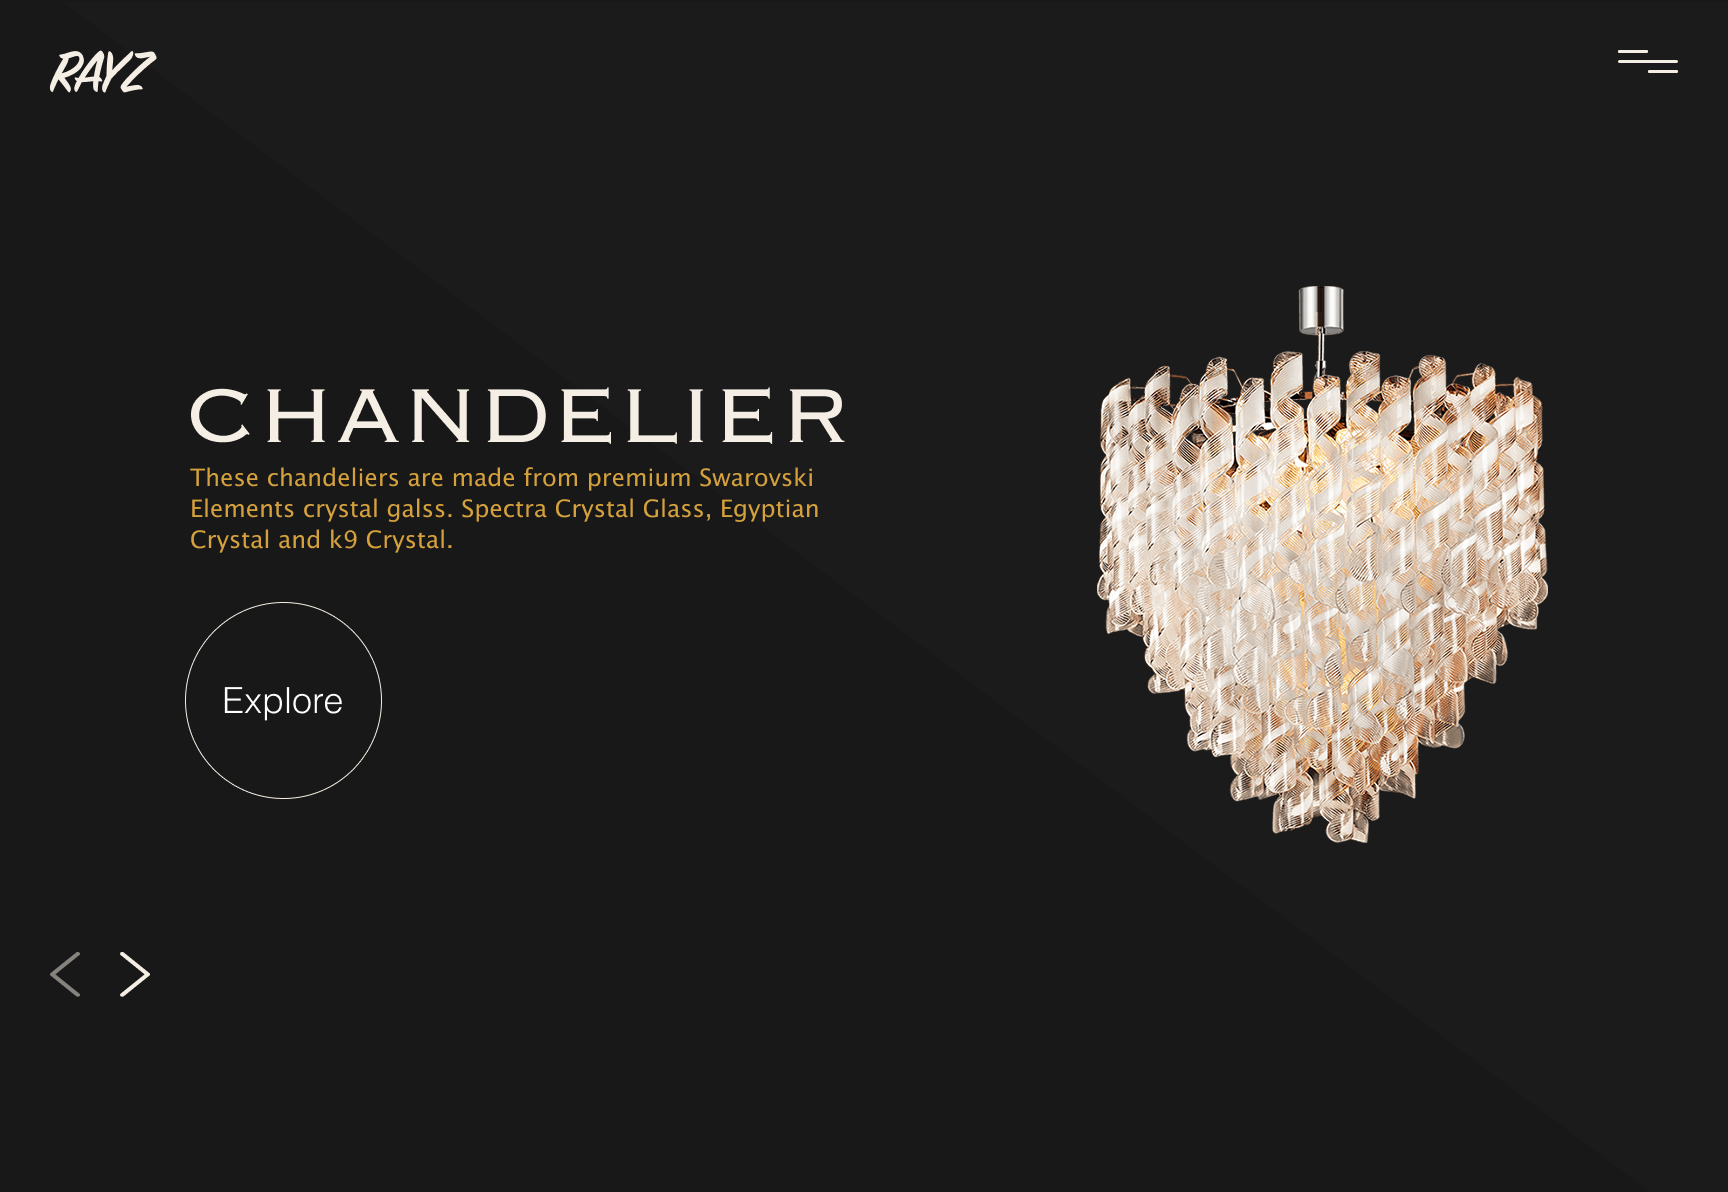 RAYZ
CHANDELIER
These chandeliers are made from premium Swarovski
Elements crystal galss. Spectra Crystal Glass, Egyptian
Crystal and k9 Crystal.
Explore